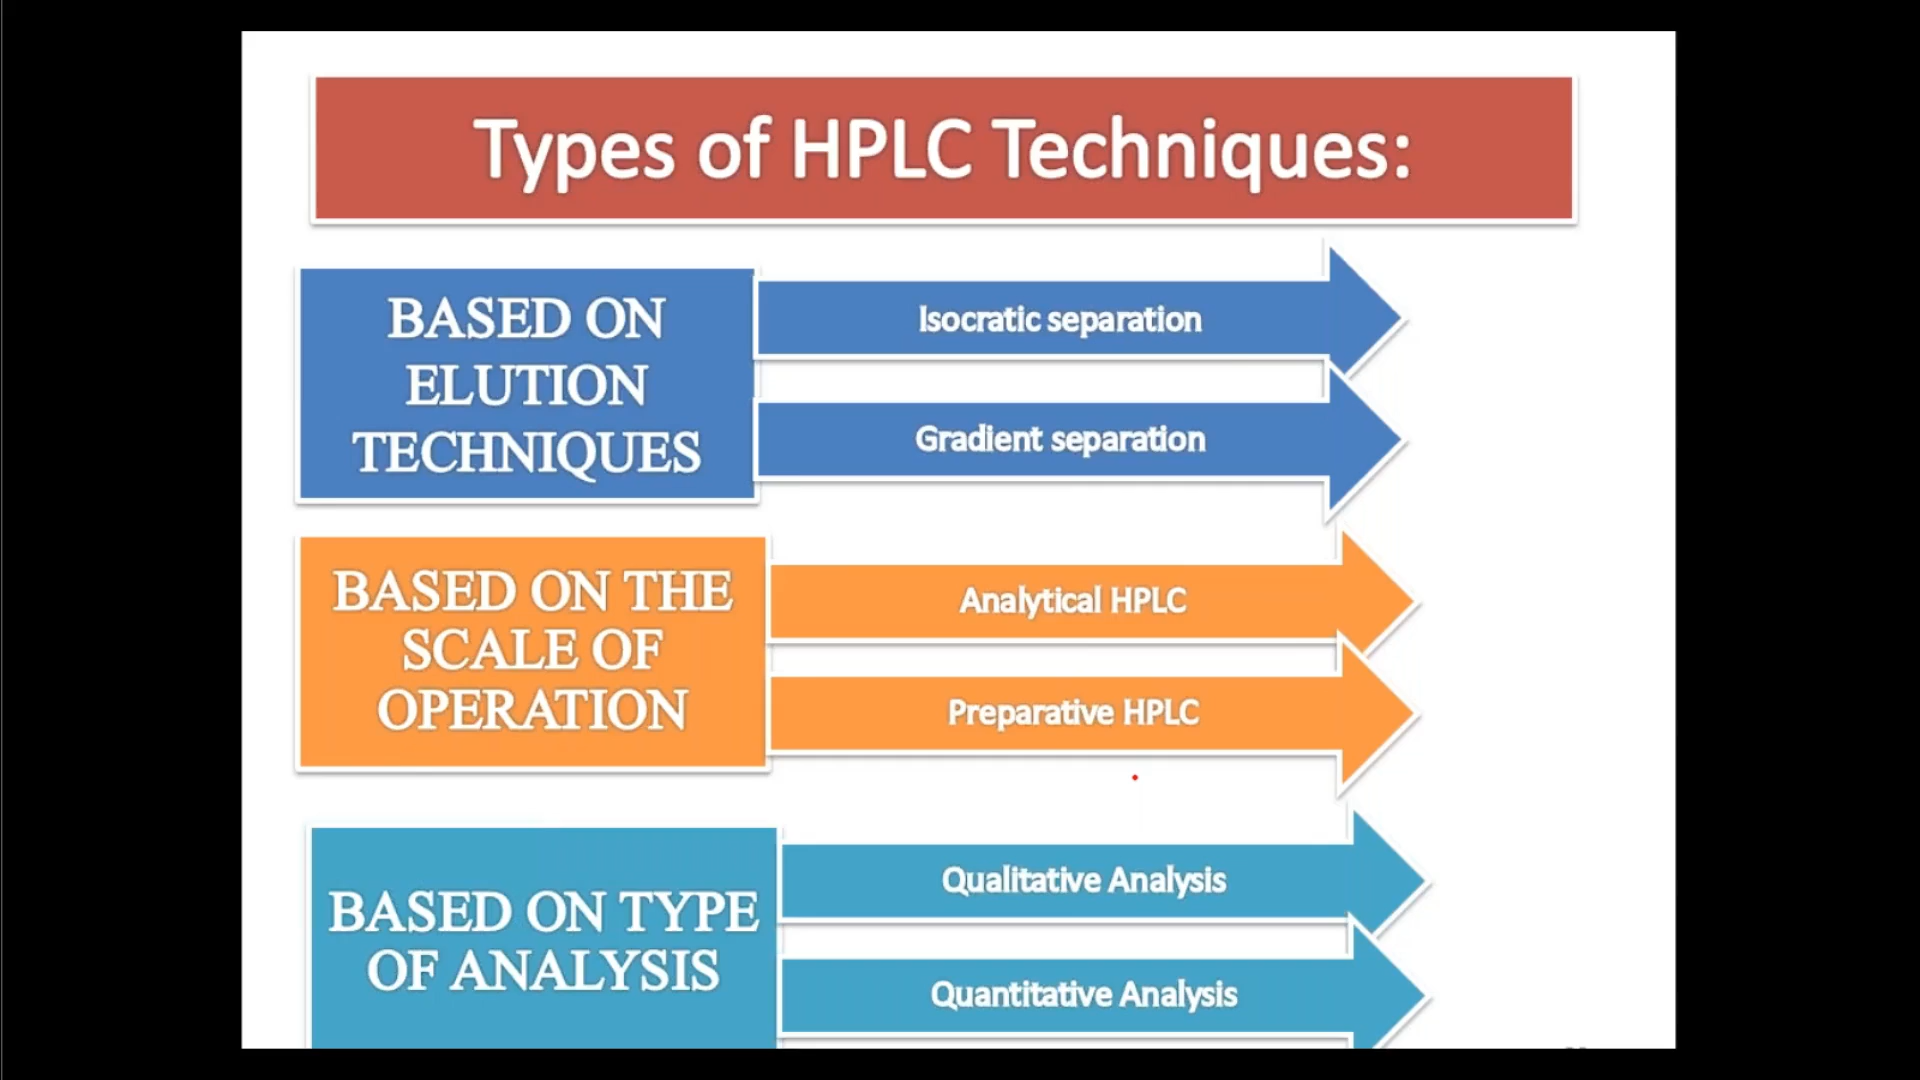 Types of HPLC Techniques:
BASED ON
ELUTION
TECHNIQUES
Isocratic separation
Gradient separation
BASED ON THE
SCALE OF
OPERATION
Analytical HPLC
Preparative HPLC
BASED ON TYPE
OF ANALYSIS
Qualitative Analysis
Quantitative Analysis